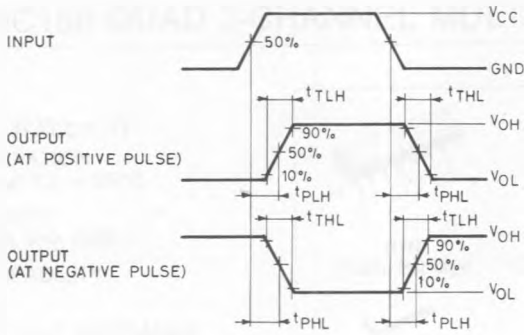 VCC
INPUT
50%
GND
tTLH
tTHL
VOH
OUTPUT
(AT POSITIVE PULSE)
90%
50%
10%
VOL
tPLH
tPHL
tTHL
tTLH
VOH
OUTPUT
(AT NEGATIVE PULSE)
90%
50%
10%
VOL
tPHL
tPLH